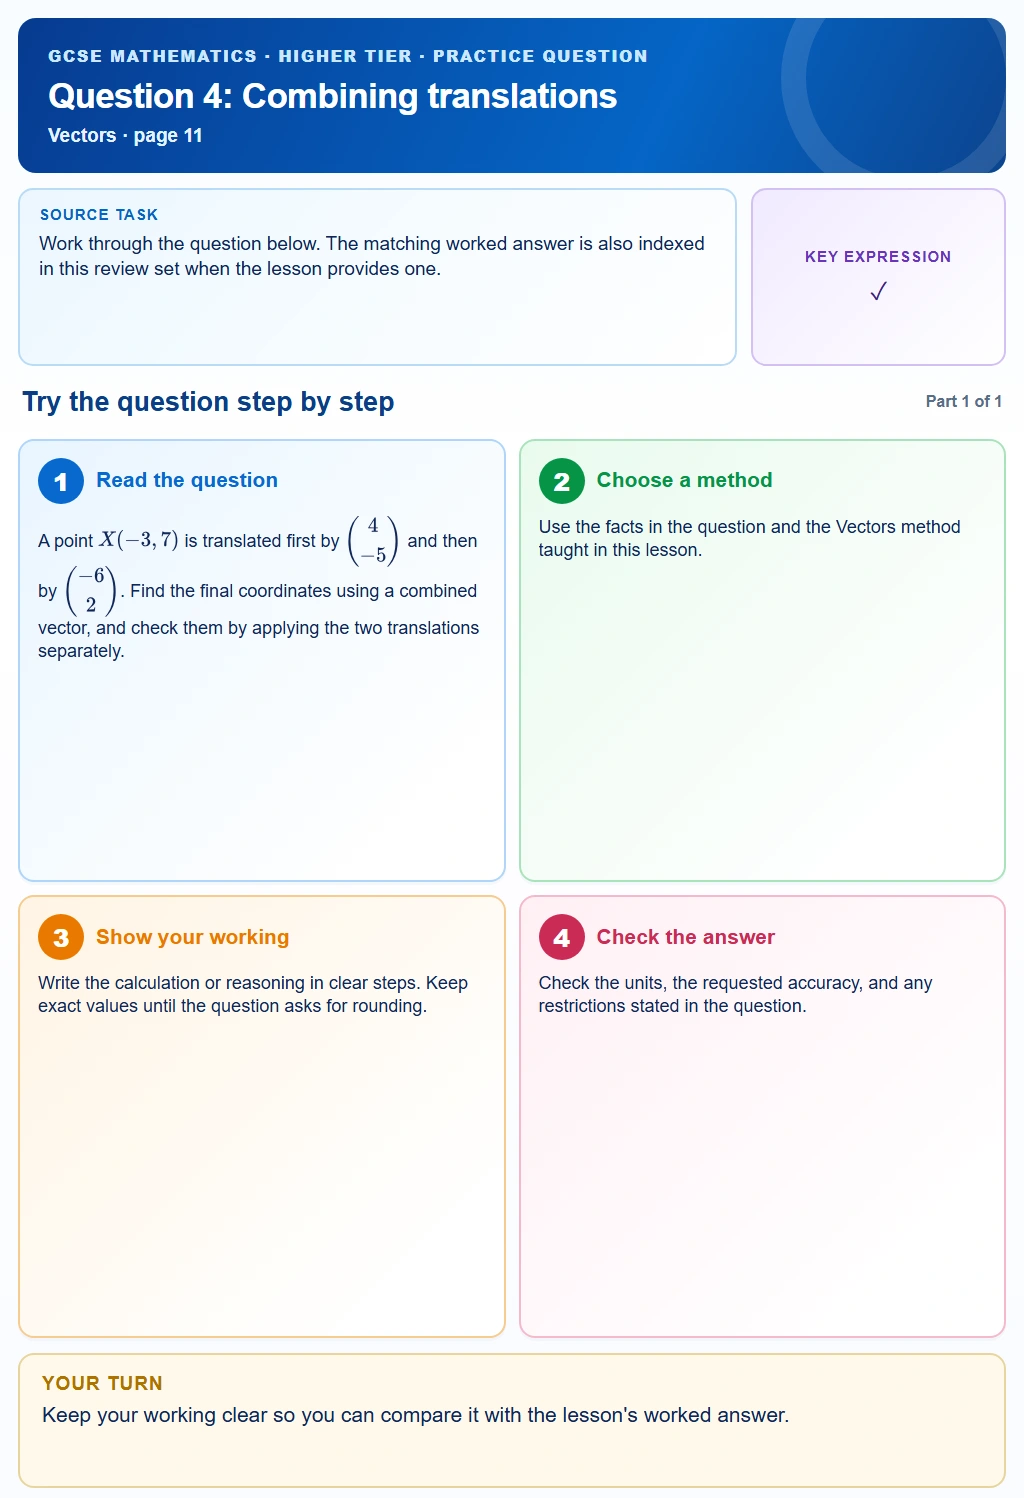 GCSE MATHEMATICS · HIGHER TIER · PRACTICE QUESTION
Question 4: Combining translations
Vectors · page 11
SOURCE TASK
Work through the question below. The matching worked answer is also indexed
in this review set when the lesson provides one.
KEY EXPRESSION
✓
Try the question step by step
Part 1 of 1
1 Read the question
A point X(−3, 7) is translated first by (4 −5) and then
by (−6 2). Find the final coordinates using a combined
vector, and check them by applying the two translations
separately.
2 Choose a method
Use the facts in the question and the Vectors method
taught in this lesson.
3 Show your working
Write the calculation or reasoning in clear steps. Keep
exact values until the question asks for rounding.
4 Check the answer
Check the units, the requested accuracy, and any
restrictions stated in the question.
YOUR TURN
Keep your working clear so you can compare it with the lesson's worked answer.